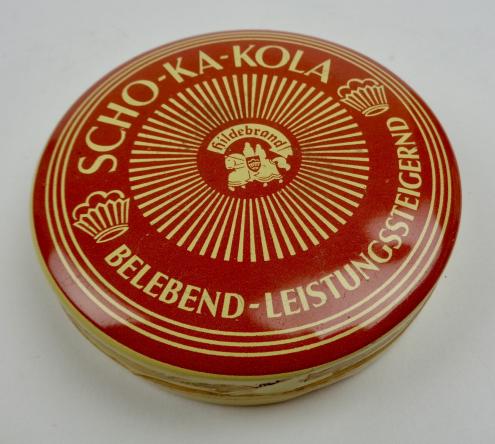 SCHO-KA-KOLA
hildebrand
BELEBEND-LEISTUNGSSTEIGERND